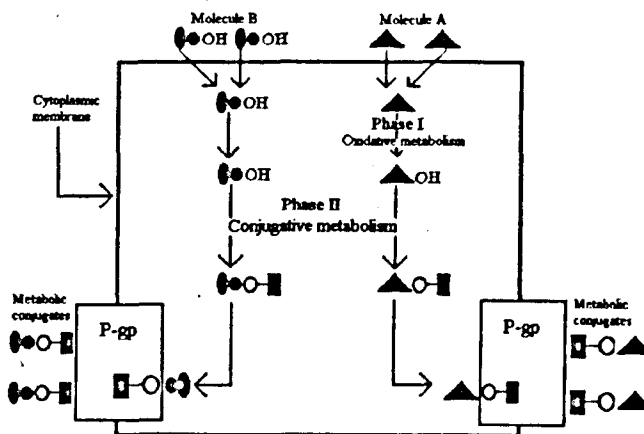 Molecule B
Molecule A
OH
OH
Cytoplasmic
membrane
OH
Phase I
Oxidative metabolism
OH
OH
Phase II
Conjugative metabolism
Metabolic
conjugates
P-gp
P-gp
Metabolic
conjugates